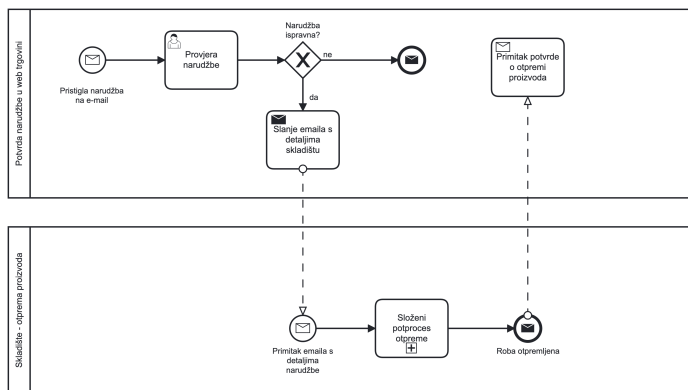 Potvrda narudžbe u web trgovini
Pristigla narudžba
na e-mail
Provjera
narudžbe
Narudžba
ispravna?
ne
da
Slanje emaila s
detaljima
skladištu
Primitak potvrde
o otpremi
proizvoda
Skladište - otprema proizvoda
Primitak emaila s
detaljima
narudžbe
Složeni
potproces
otpreme
Roba otpremljena